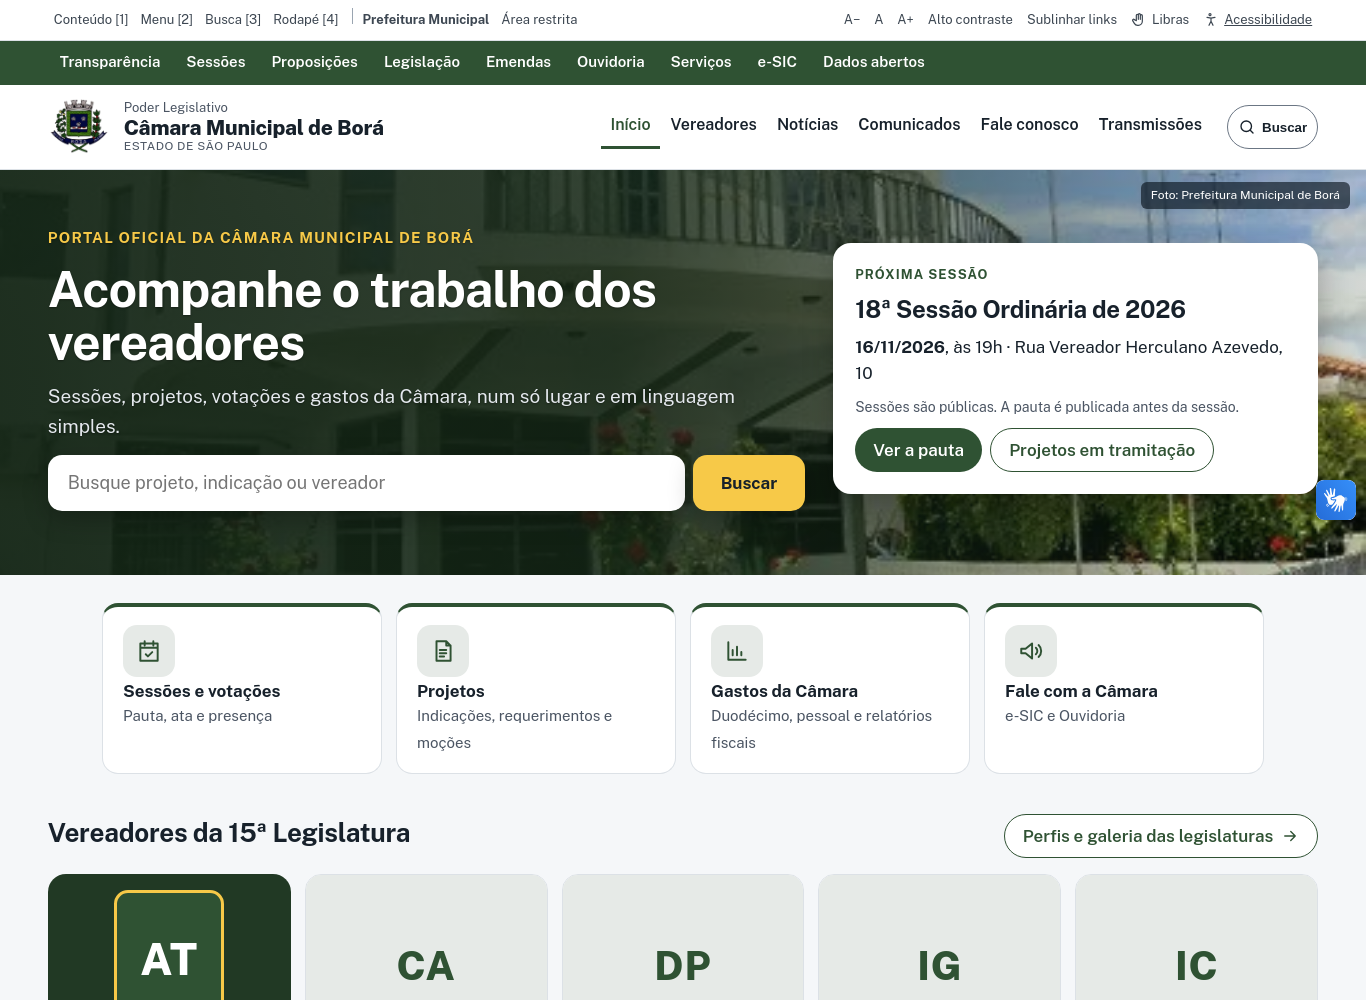 Conteúdo [1] Menu [2] Busca [3] Rodapé [4] Prefeitura Municipal Área restrita A− A A+ Alto contraste Sublinhar links Libras Acessibilidade
Transparência Sessões Proposições Legislação Emendas Ouvidoria Serviços e-SIC Dados abertos
Poder Legislativo
Câmara Municipal de Borá
ESTADO DE SÃO PAULO
Início Vereadores Notícias Comunicados Fale conosco Transmissões Buscar
Foto: Prefeitura Municipal de Borá
PORTAL OFICIAL DA CÂMARA MUNICIPAL DE BORÁ
Acompanhe o trabalho dos
vereadores
Sessões, projetos, votações e gastos da Câmara, num só lugar e em linguagem
simples.
Busque projeto, indicação ou vereador Buscar
PRÓXIMA SESSÃO
18ª Sessão Ordinária de 2026
16/11/2026, às 19h · Rua Vereador Herculano Azevedo,
10
Sessões são públicas. A pauta é publicada antes da sessão.
Ver a pauta Projetos em tramitação
Sessões e votações
Pauta, ata e presença
Projetos
Indicações, requerimentos e
moções
Gastos da Câmara
Duodécimo, pessoal e relatórios
fiscais
Fale com a Câmara
e-SIC e Ouvidoria
Vereadores da 15ª Legislatura
Perfis e galeria das legislaturas
AT CA DP IG IC